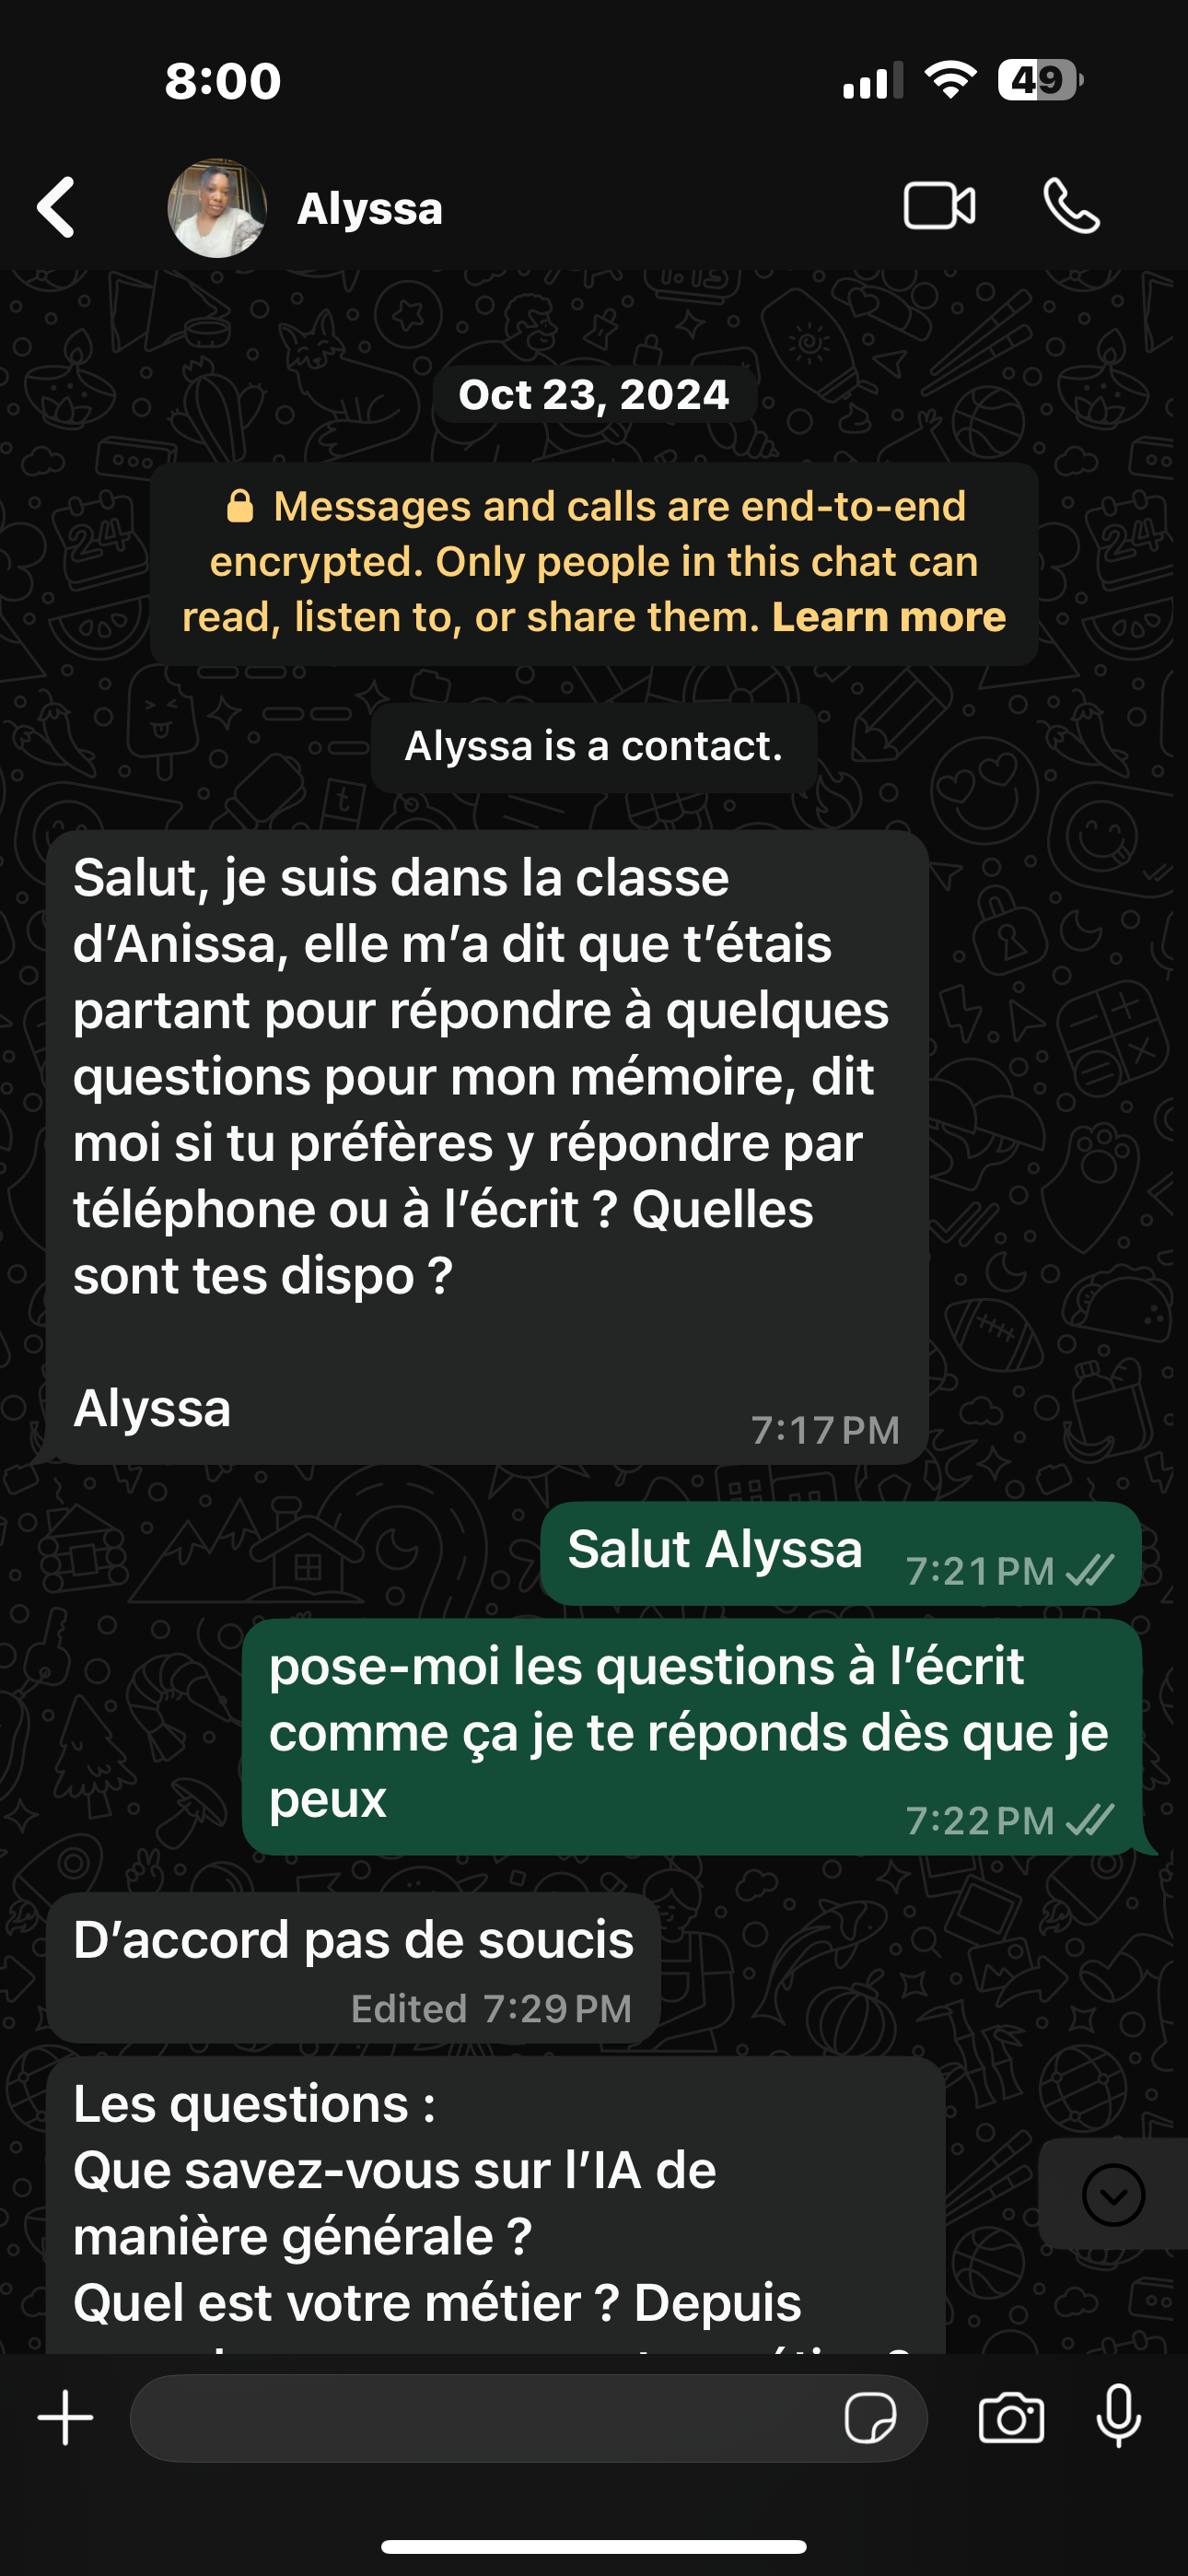 8:00
49
Alyssa
Oct 23, 2024
Messages and calls are end-to-end
encrypted. Only people in this chat can
read, listen to, or share them. Learn more
Alyssa is a contact.
Salut, je suis dans la classe
d’Anissa, elle m’a dit que t’étais
partant pour répondre à quelques
questions pour mon mémoire, dit
moi si tu préfères y répondre par
téléphone ou à l’écrit ? Quelles
sont tes dispo ?
Alyssa
7:17 PM
Salut Alyssa
7:21 PM
pose-moi les questions à l’écrit
comme ça je te réponds dès que je
peux
7:22 PM
D’accord pas de soucis
Edited 7:29 PM
Les questions :
Que savez-vous sur l’IA de
manière générale ?
Quel est votre métier ? Depuis